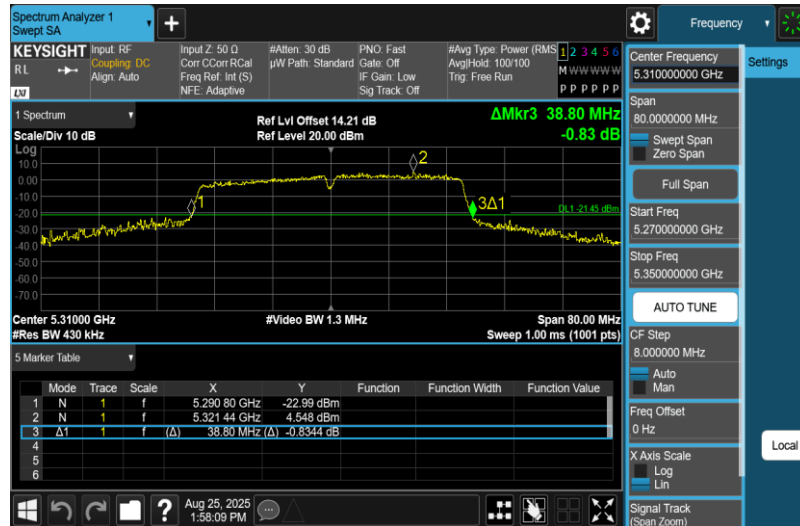 Spectrum Analyzer 1
Swept SA
Frequency
KEYSIGHT Input: RF Input Z: 50 Ω #Atten: 30 dB PNO: Fast #Avg Type: Power (RMS 1 2 3 4 5 6
RL Coupling: DC Corr CCorr RCal µW Path: Standard Gate: Off Avg|Hold: 100/100 M W W W W W
Align: Auto Freq Ref: Int (S) IF Gain: Low Trig: Free Run
LXI NFE: Adaptive Sig Track: Off P P P P P P
1 Spectrum
Ref Lvl Offset 14.21 dB ΔMkr3 38.80 MHz
Scale/Div 10 dB Ref Level 20.00 dBm -0.83 dB
Log
10.0
0.00
-10.0
-20.0
-30.0
-40.0
-50.0
-60.0
-70.0
1
2
3Δ1
DL1 -21.45 dBm
Center 5.31000 GHz #Video BW 1.3 MHz Span 80.00 MHz
#Res BW 430 kHz Sweep 1.00 ms (1001 pts)
5 Marker Table
Mode Trace Scale X Y Function Function Width Function Value
1 N 1 f 5.290 80 GHz -22.99 dBm
2 N 1 f 5.321 44 GHz 4.548 dBm
3 Δ1 1 f (Δ) 38.80 MHz (Δ) -0.8344 dB
4
5
6
?
Aug 25, 2025
1:58:09 PM
Center Frequency
5.310000000 GHz
Settings
Span
80.0000000 MHz
Swept Span
Zero Span
Full Span
Start Freq
5.270000000 GHz
Stop Freq
5.350000000 GHz
AUTO TUNE
CF Step
8.000000 MHz
Auto
Man
Freq Offset
0 Hz
Local
X Axis Scale
Log
Lin
Signal Track
(Span Zoom)